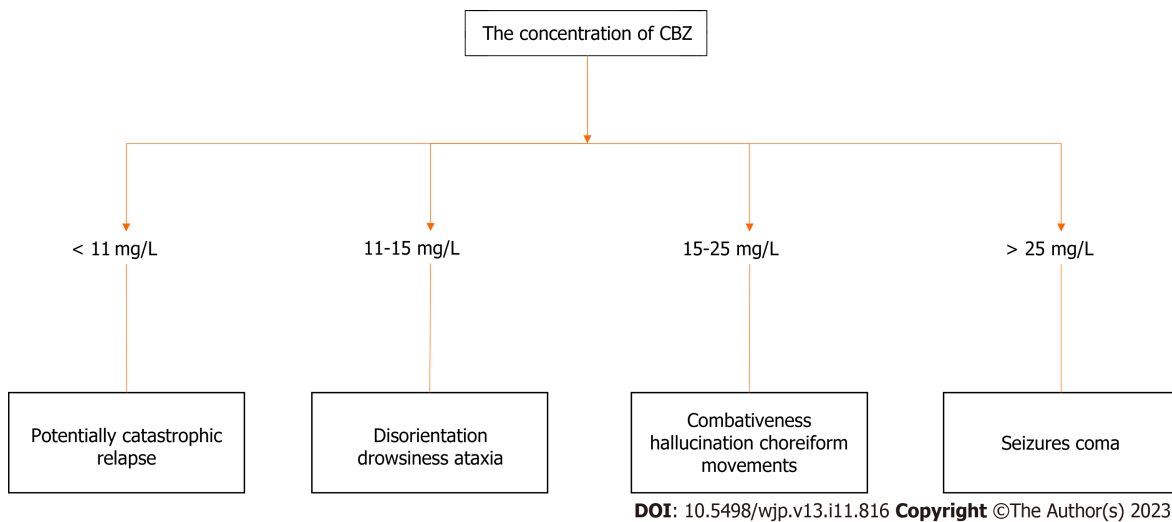 The concentration of CBZ
< 11 mg/L
11-15 mg/L
15-25 mg/L
> 25 mg/L
Potentially catastrophic
relapse
Disorientation
drowsiness ataxia
Combativeness
hallucination choreiform
movements
Seizures coma
DOI: 10.5498/wjp.v13.i11.816 Copyright ©The Author(s) 2023